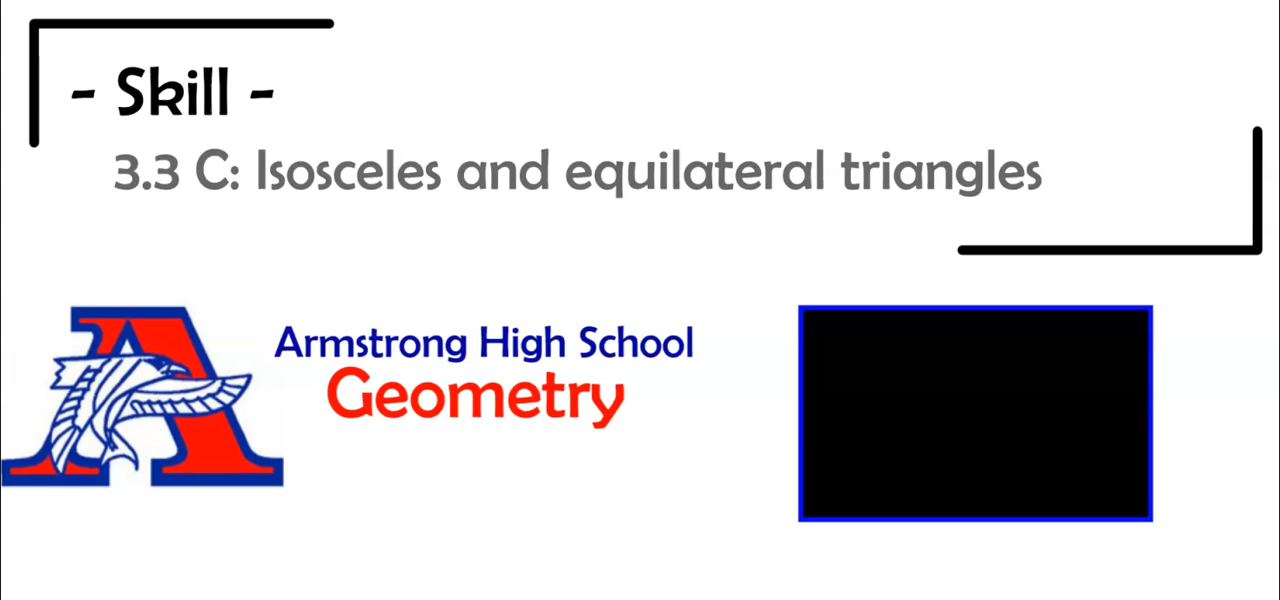 - Skill -
3.3 C: Isosceles and equilateral triangles
A
Armstrong High School
Geometry